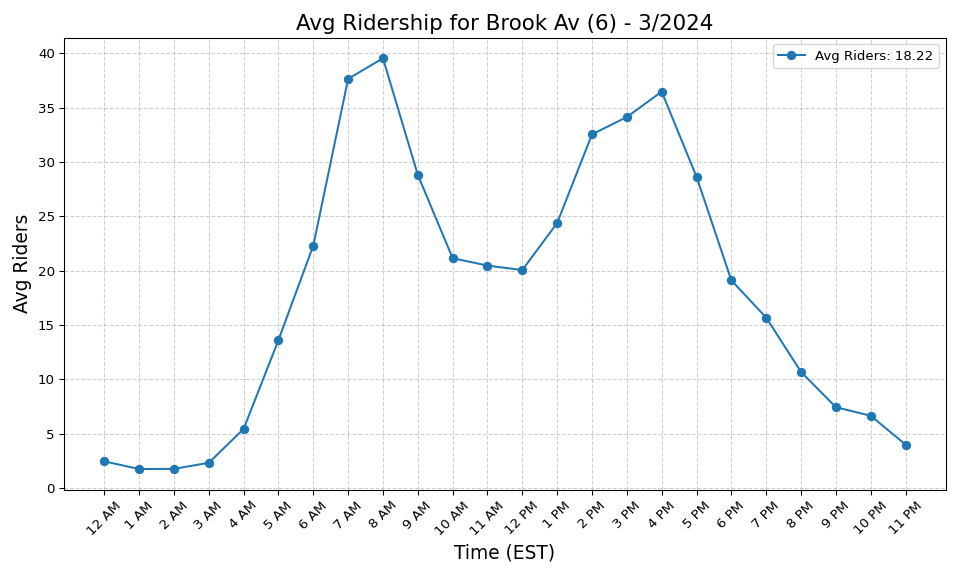 Avg Ridership for Brook Av (6) - 3/2024
Avg Riders: 18.22
Avg Riders
40
35
30
25
20
15
10
5
0
12 AM
1 AM
2 AM
3 AM
4 AM
5 AM
6 AM
7 AM
8 AM
9 AM
10 AM
11 AM
12 PM
1 PM
2 PM
3 PM
4 PM
5 PM
6 PM
7 PM
8 PM
9 PM
10 PM
11 PM
Time (EST)